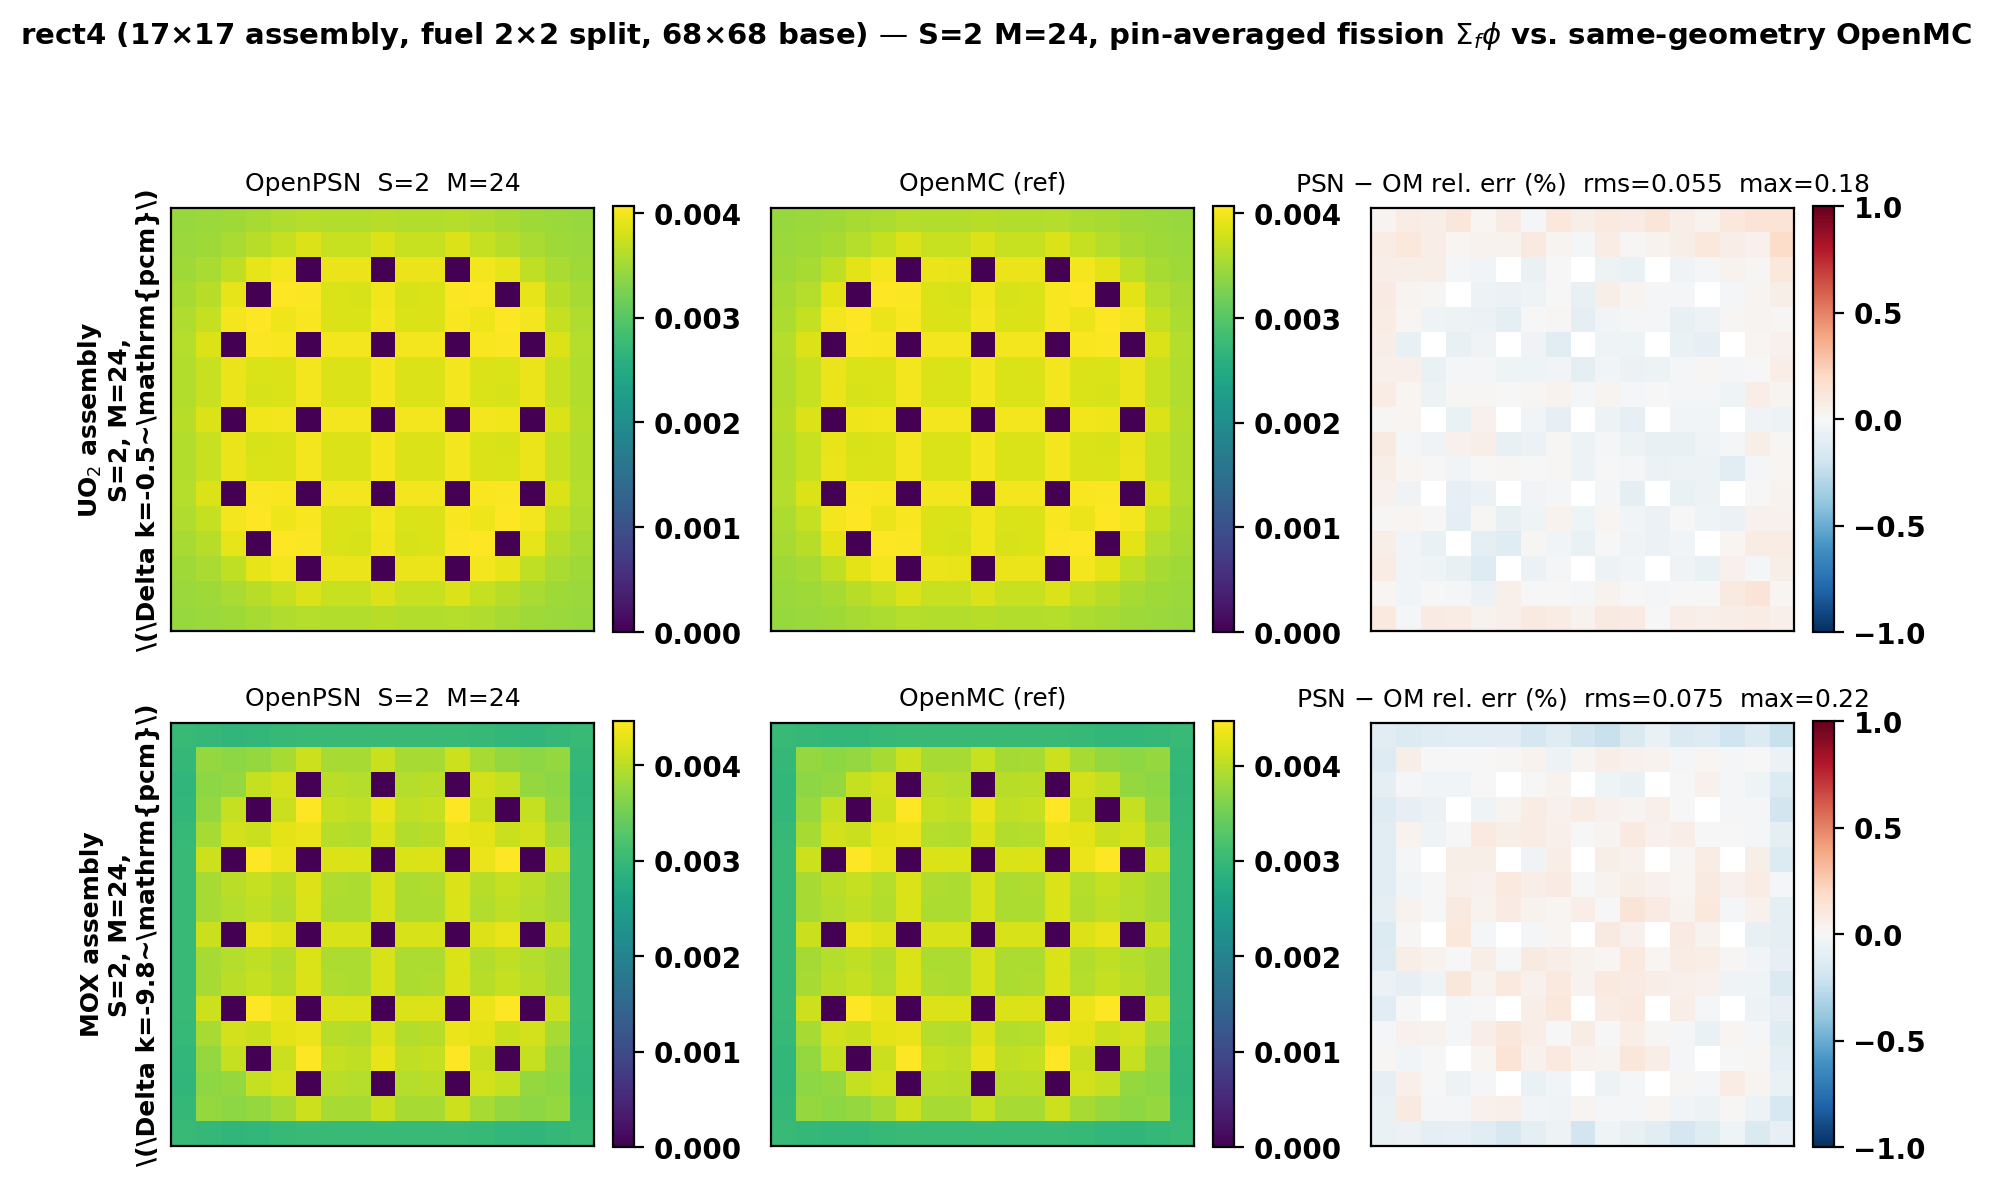 rect4 (17×17 assembly, fuel 2×2 split, 68×68 base) — S=2 M=24, pin-averaged fission Σ_fϕ vs. same-geometry OpenMC
UO₂ assembly
S=2, M=24,
\(\\Delta k=-0.5~\mathrm{pcm}\)
OpenPSN  S=2  M=24
0.004
0.003
0.002
0.001
0.000
OpenMC (ref)
0.004
0.003
0.002
0.001
0.000
PSN − OM rel. err (%)  rms=0.055  max=0.18
1.0
0.5
0.0
−0.5
−1.0
MOX assembly
S=2, M=24,
\(\\Delta k=-9.8~\mathrm{pcm}\)
OpenPSN  S=2  M=24
0.004
0.003
0.002
0.001
0.000
OpenMC (ref)
0.004
0.003
0.002
0.001
0.000
PSN − OM rel. err (%)  rms=0.075  max=0.22
1.0
0.5
0.0
−0.5
−1.0